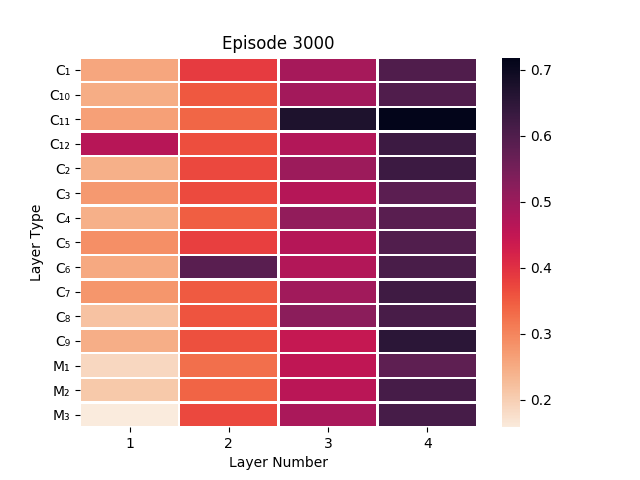 Episode 3000
Layer Type
C₁
C₁₀
C₁₁
C₁₂
C₂
C₃
C₄
C₅
C₆
C₇
C₈
C₉
M₁
M₂
M₃
1 2 3 4
Layer Number
0.7
0.6
0.5
0.4
0.3
0.2